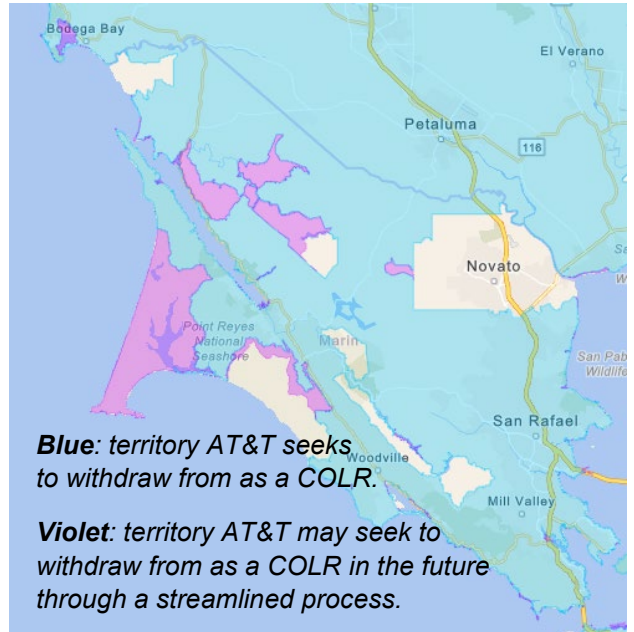 Bodega Bay
El Verano
Petaluma
116
Novato
Point Reyes
National
Seashore
Marin
San Pab
Wildlife
San Rafael
Blue: territory AT&T seeks
to withdraw from as a COLR.
Woodville
Mill Valley
Violet: territory AT&T may seek to
withdraw from as a COLR in the future
through a streamlined process.